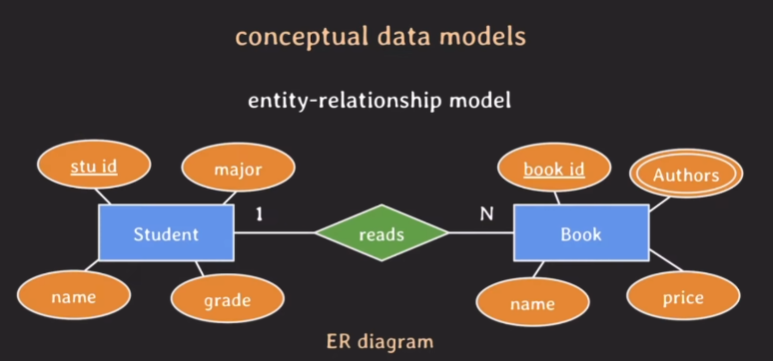 conceptual data models
entity-relationship model
stu id
major
book id
Authors
Student
1
reads
N
Book
name
grade
name
price
ER diagram